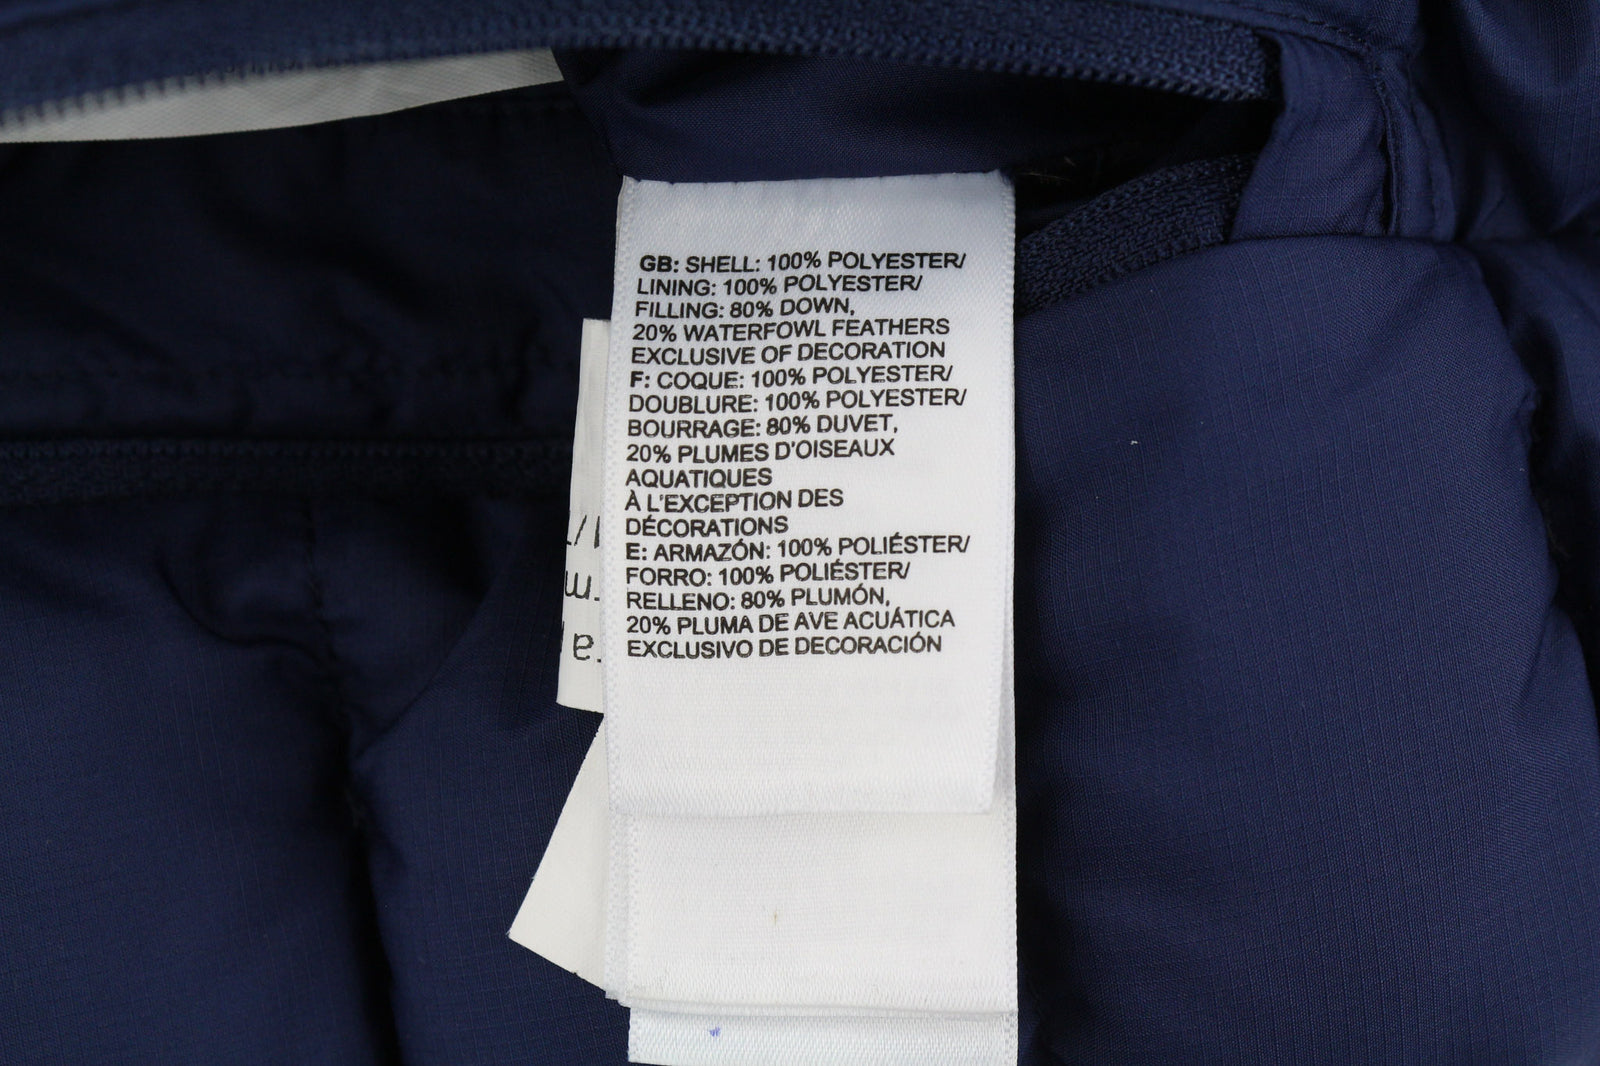 GB: SHELL: 100% POLYESTER/
LINING: 100% POLYESTER/
FILLING: 80% DOWN,
20% WATERFOWL FEATHERS
EXCLUSIVE OF DECORATION
F: COQUE: 100% POLYESTER/
DOUBLURE: 100% POLYESTER/
BOURRAGE: 80% DUVET,
20% PLUMES D'OISEAUX
AQUATIQUES
À L'EXCEPTION DES
DÉCORATIONS
E: ARMAZÓN: 100% POLIÉSTER/
FORRO: 100% POLIÉSTER/
RELLENO: 80% PLUMÓN,
20% PLUMA DE AVE ACUÁTICA
EXCLUSIVO DE DECORACIÓN